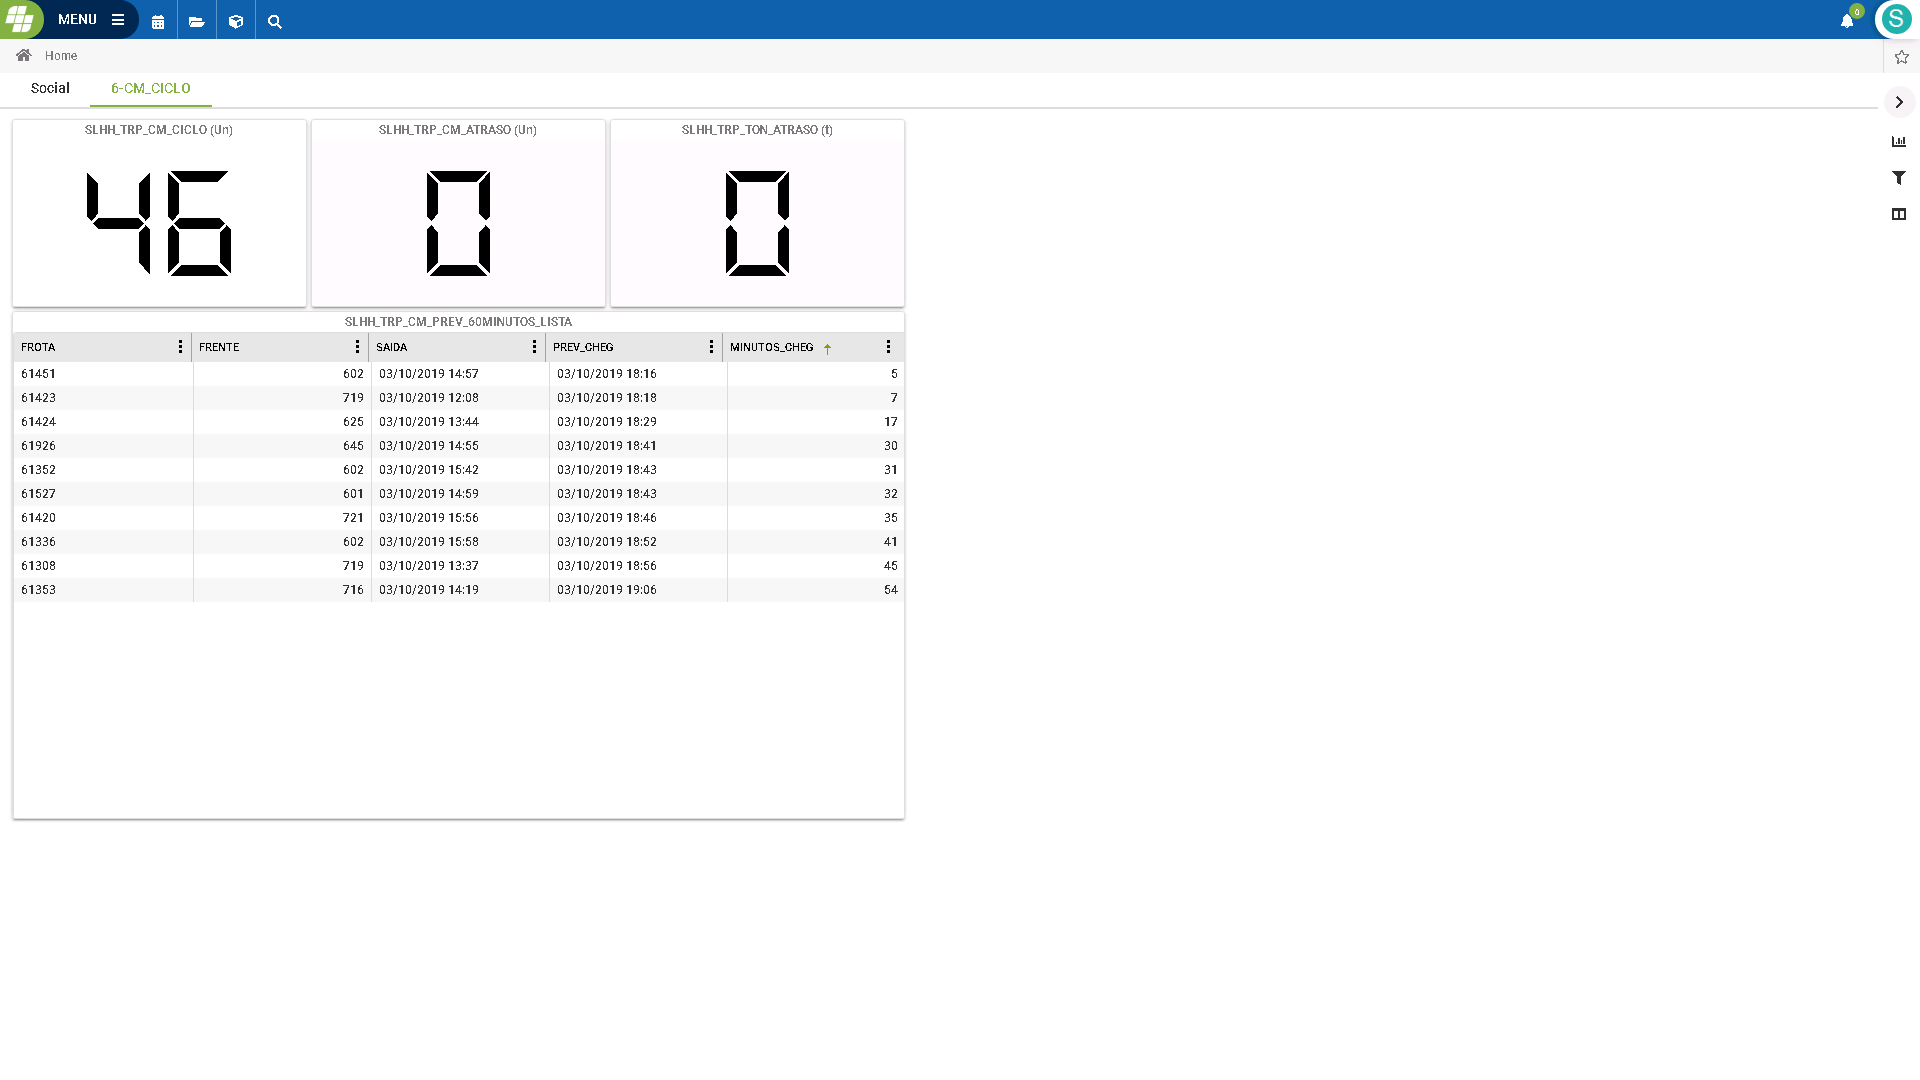 MENU
0
S
Home
Social 6-CM_CICLO
SLHH_TRP_CM_CICLO (Un) SLHH_TRP_CM_ATRASO (Un) SLHH_TRP_TON_ATRASO (t)
46 0 0
SLHH_TRP_CM_PREV_60MINUTOS_LISTA
FROTA FRENTE SAIDA PREV_CHEG MINUTOS_CHEG
61451 602 03/10/2019 14:57 03/10/2019 18:16 5
61423 719 03/10/2019 12:08 03/10/2019 18:18 7
61424 625 03/10/2019 13:44 03/10/2019 18:29 17
61926 645 03/10/2019 14:55 03/10/2019 18:41 30
61352 602 03/10/2019 15:42 03/10/2019 18:43 31
61527 601 03/10/2019 14:59 03/10/2019 18:43 32
61420 721 03/10/2019 15:56 03/10/2019 18:46 35
61336 602 03/10/2019 15:58 03/10/2019 18:52 41
61308 719 03/10/2019 13:37 03/10/2019 18:56 45
61353 716 03/10/2019 14:19 03/10/2019 19:06 54